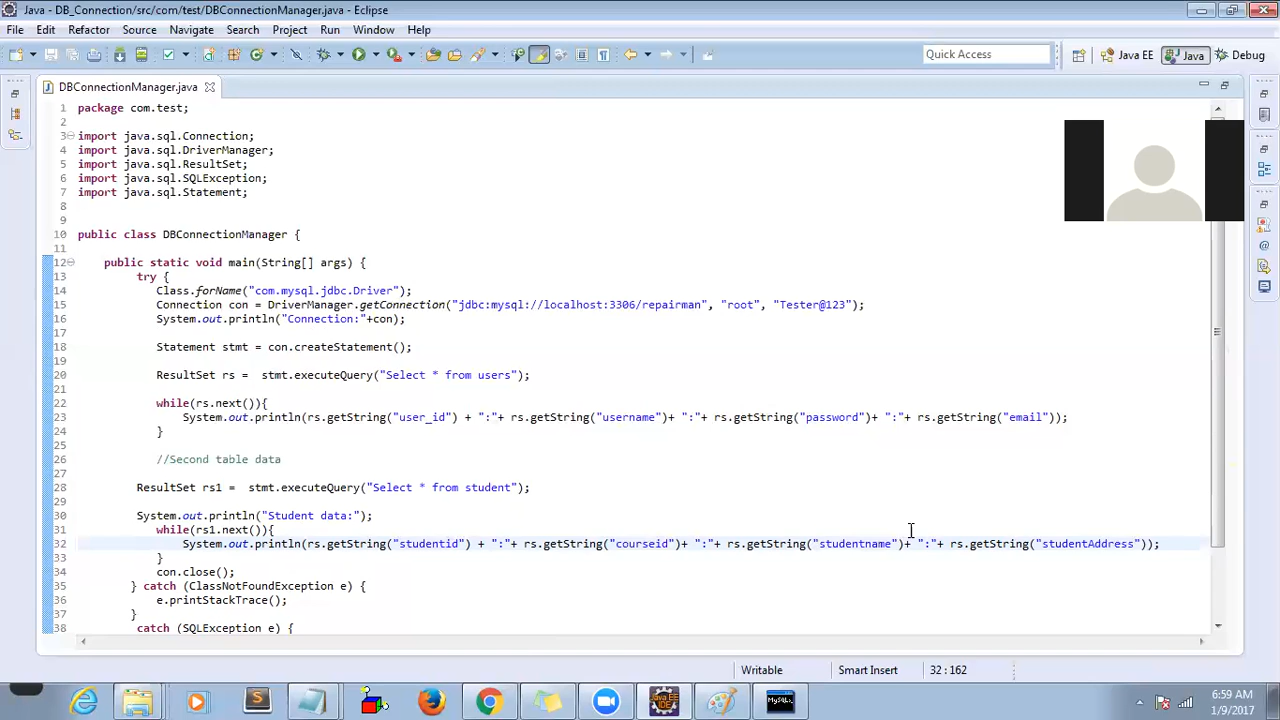 Java - DB_Connection/src/com/test/DBConnectionManager.java - Eclipse
File Edit Refactor Source Navigate Search Project Run Window Help
Quick Access Java EE Java Debug
DBConnectionManager.java
1 package com.test;
2
3 import java.sql.Connection;
4 import java.sql.DriverManager;
5 import java.sql.ResultSet;
6 import java.sql.SQLException;
7 import java.sql.Statement;
8
9
10 public class DBConnectionManager {
11
12 public static void main(String[] args) {
13 try {
14 Class.forName("com.mysql.jdbc.Driver");
15 Connection con = DriverManager.getConnection("jdbc:mysql://localhost:3306/repairman", "root", "Tester@123");
16 System.out.println("Connection:"+con);
17
18 Statement stmt = con.createStatement();
19
20 ResultSet rs =  stmt.executeQuery("Select * from users");
21
22 while(rs.next()){
23 System.out.println(rs.getString("user_id") + ":"+ rs.getString("username")+ ":"+ rs.getString("password")+ ":"+ rs.getString("email"));
24 }
25
26 //Second table data
27
28 ResultSet rs1 =  stmt.executeQuery("Select * from student");
29
30 System.out.println("Student data:");
31 while(rs1.next()){
32 System.out.println(rs.getString("studentid") + ":"+ rs.getString("courseid")+ ":"+ rs.getString("studentname")+ ":"+ rs.getString("studentAddress"));
33 }
34 con.close();
35 } catch (ClassNotFoundException e) {
36 e.printStackTrace();
37 }
38 catch (SQLException e) {
Writable Smart Insert 32 : 162
6:59 AM
1/9/2017